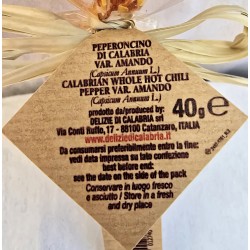 PEPERONCINO
DI CALABRIA
VAR. AMANDO
(Capsicum Annuum L.)
CALABRIAN WHOLE HOT CHILI
PEPPER VAR. AMANDO
(Capsicum Annuum L.)
prodotto da/produced by:
DELIZIE DI CALABRIA srl
40g e
Via Conti Ruffo, 17 - 88100 Catanzaro, ITALIA
www.deliziedicalabria.it
Da consumarsi preferibilmente entro la fine:
vedi data impressa su lato confezione
best before end:
see the date on the side of the pack
Conservare in luogo fresco
e asciutto / Store in fresh
and dry place